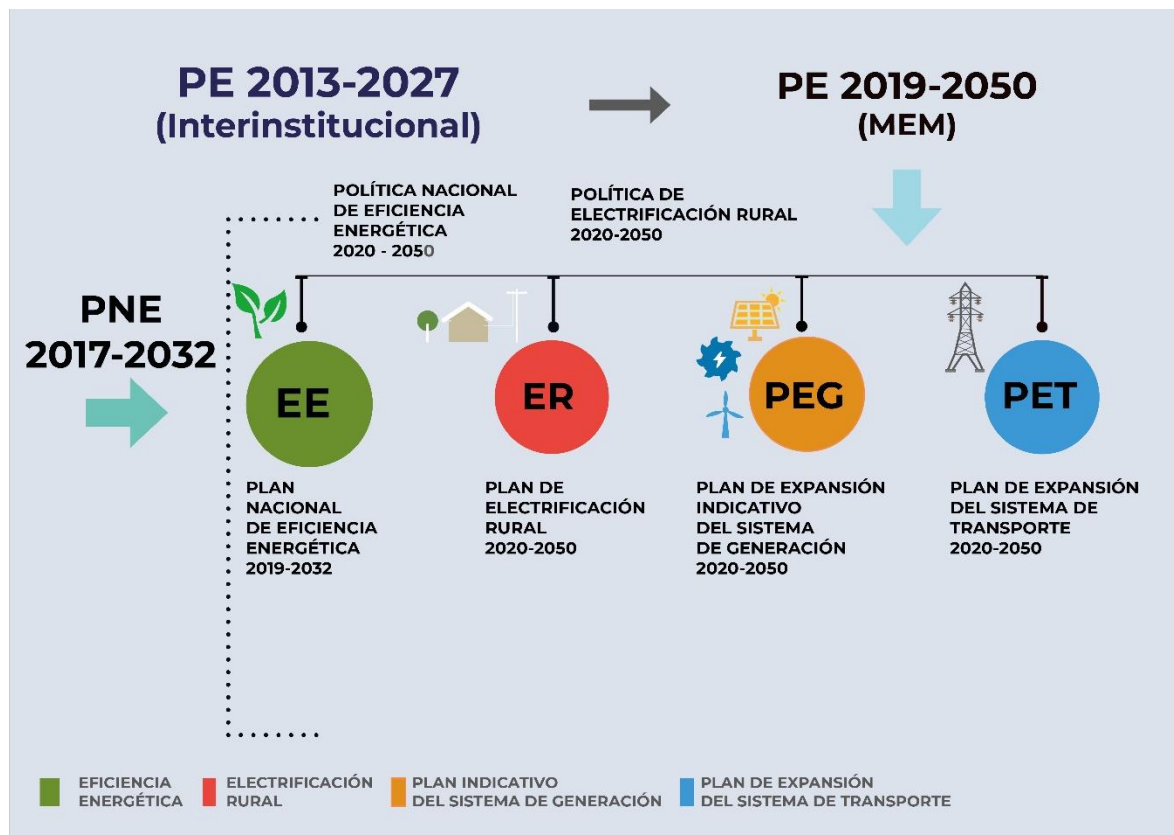 PE 2013-2027
(Interinstitucional)
PE 2019-2050
(MEM)
POLÍTICA NACIONAL
DE EFICIENCIA
ENERGÉTICA
2020 - 2050
POLÍTICA DE
ELECTRIFICACIÓN RURAL
2020-2050
PNE
2017-2032
EE
ER
PEG
PET
PLAN
NACIONAL
DE EFICIENCIA
ENERGÉTICA
2019-2032
PLAN DE
ELECTRIFICACIÓN
RURAL
2020-2050
PLAN DE EXPANSIÓN
INDICATIVO
DEL SISTEMA
DE GENERACIÓN
2020-2050
PLAN DE EXPANSIÓN
DEL SISTEMA DE
TRANSPORTE
2020-2050
EFICIENCIA
ENERGÉTICA
ELECTRIFICACIÓN
RURAL
PLAN INDICATIVO
DEL SISTEMA DE GENERACIÓN
PLAN DE EXPANSIÓN
DEL SISTEMA DE TRANSPORTE